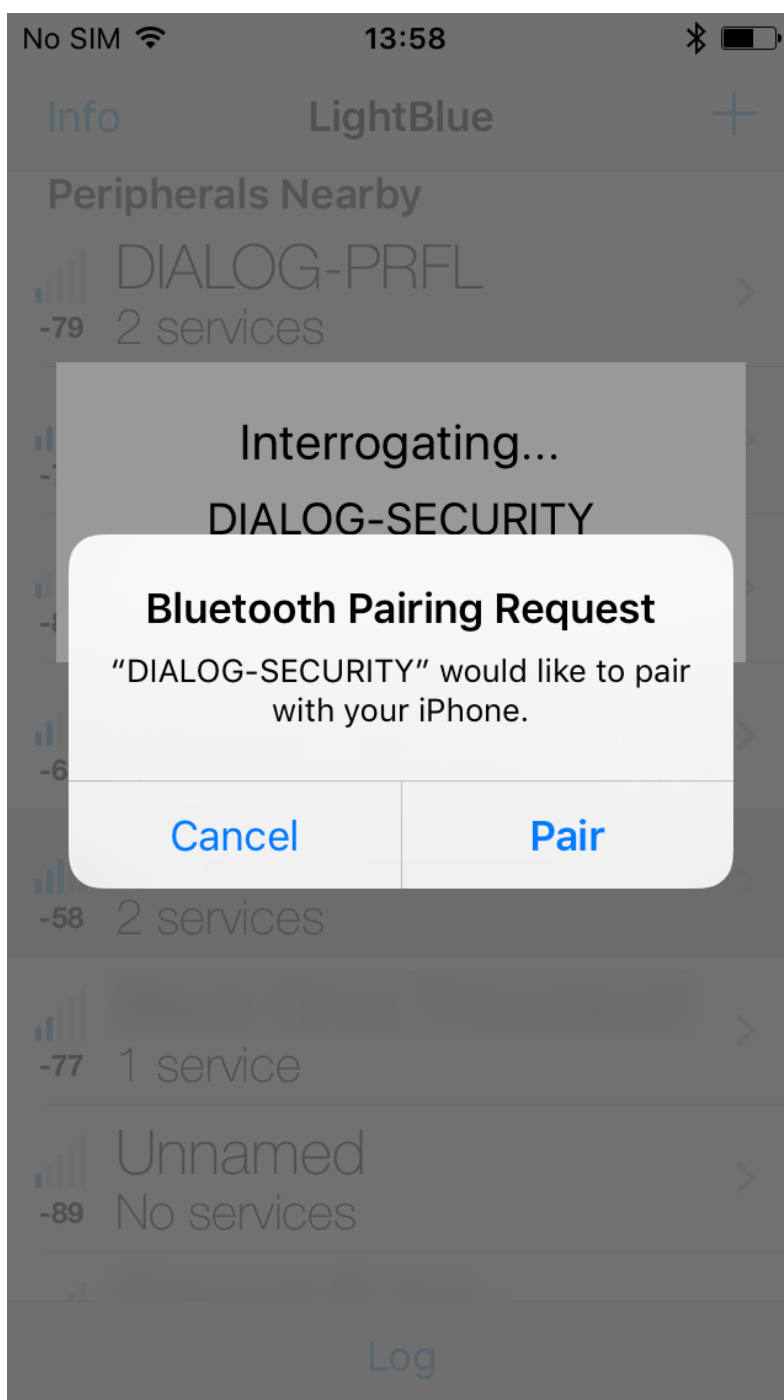 No SIM 13:58
Info LightBlue +
Peripherals Nearby
DIALOG-PRFL
-79 2 services
Interrogating...
DIALOG-SECURITY
Bluetooth Pairing Request
“DIALOG-SECURITY” would like to pair
with your iPhone.
-6
Cancel Pair
-58 2 services
-77 1 service
Unnamed
-89 No services
Log